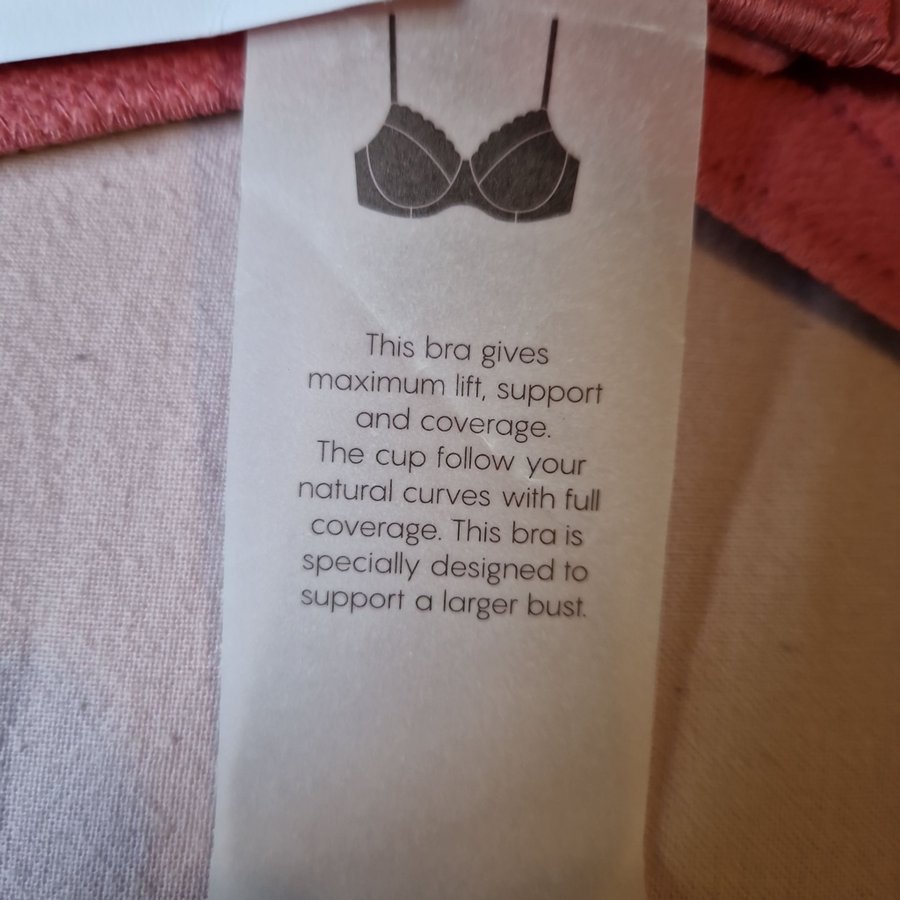 This bra gives
maximum lift, support
and coverage.
The cup follow your
natural curves with full
coverage. This bra is
specially designed to
support a larger bust.